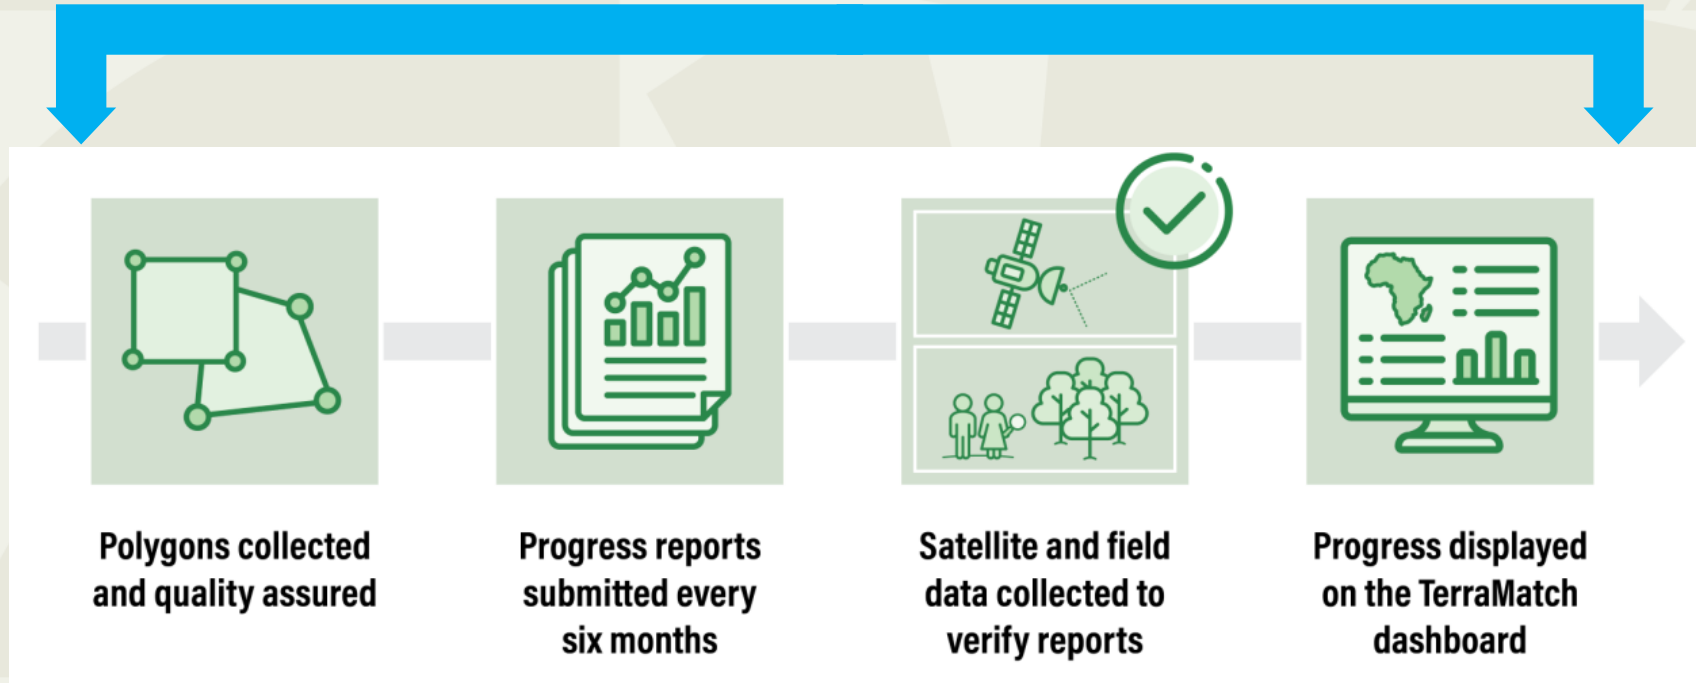 Polygons collected
and quality assured
Progress reports
submitted every
six months
Satellite and field
data collected to
verify reports
Progress displayed
on the TerraMatch
dashboard